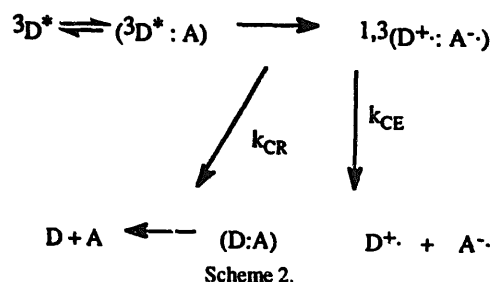 ³D* ⇌ (³D* : A) → ¹,³(D⁺· : A⁻·)
k_CR k_CE
D + A ← (D:A) D⁺· + A⁻·
Scheme 2.